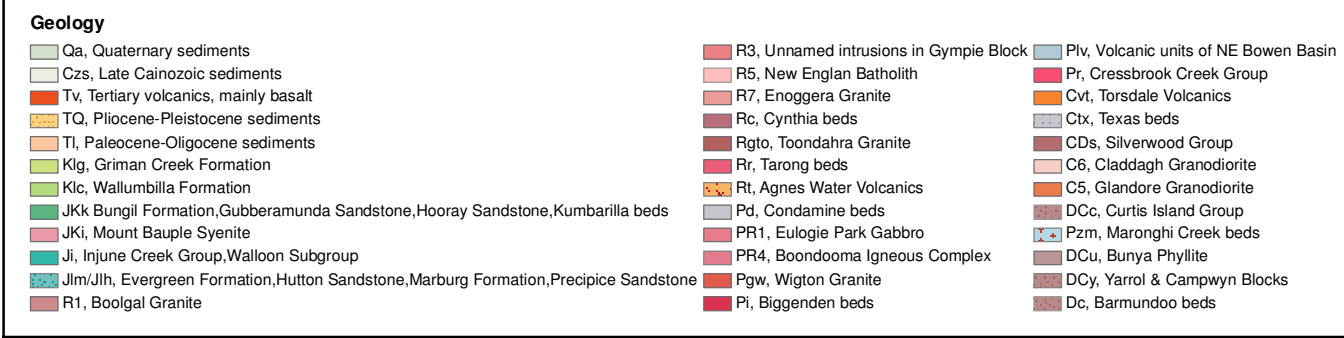 Geology
Qa, Quaternary sediments
Czs, Late Cainozoic sediments
Tv, Tertiary volcanics, mainly basalt
TQ, Pliocene-Pleistocene sediments
Tl, Paleocene-Oligocene sediments
Klg, Griman Creek Formation
Klc, Wallumbilla Formation
JKk Bungil Formation,Gubberamunda Sandstone,Hooray Sandstone,Kumbarilla beds
JKi, Mount Bauple Syenite
Ji, Injune Creek Group,Walloon Subgroup
Jlm/Jlh, Evergreen Formation,Hutton Sandstone,Marburg Formation,Precipice Sandstone
R1, Boolgal Granite
R3, Unnamed intrusions in Gympie Block
R5, New Englan Batholith
R7, Enoggera Granite
Rc, Cynthia beds
Rgto, Toondahra Granite
Rr, Tarong beds
Rt, Agnes Water Volcanics
Pd, Condamine beds
PR1, Eulogie Park Gabbro
PR4, Boondooma Igneous Complex
Pgw, Wigton Granite
Pi, Biggenden beds
Plv, Volcanic units of NE Bowen Basin
Pr, Cressbrook Creek Group
Cvt, Torsdale Volcanics
Ctx, Texas beds
CDs, Silverwood Group
C6, Claddagh Granodiorite
C5, Glandore Granodiorite
DCc, Curtis Island Group
Pzm, Maronghi Creek beds
DCu, Bunya Phyllite
DCy, Yarrol & Campwyn Blocks
Dc, Barmundoo beds